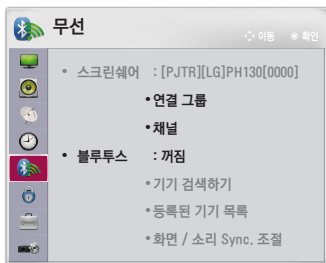 무선
이동 ⊙ 확인
• 스크린쉐어 : [PJTR][LG]PH130[0000]
• 연결 그룹
• 채널
• 블루투스 : 꺼짐
• 기기 검색하기
• 등록된 기기 목록
• 화면 / 소리 Sync. 조절